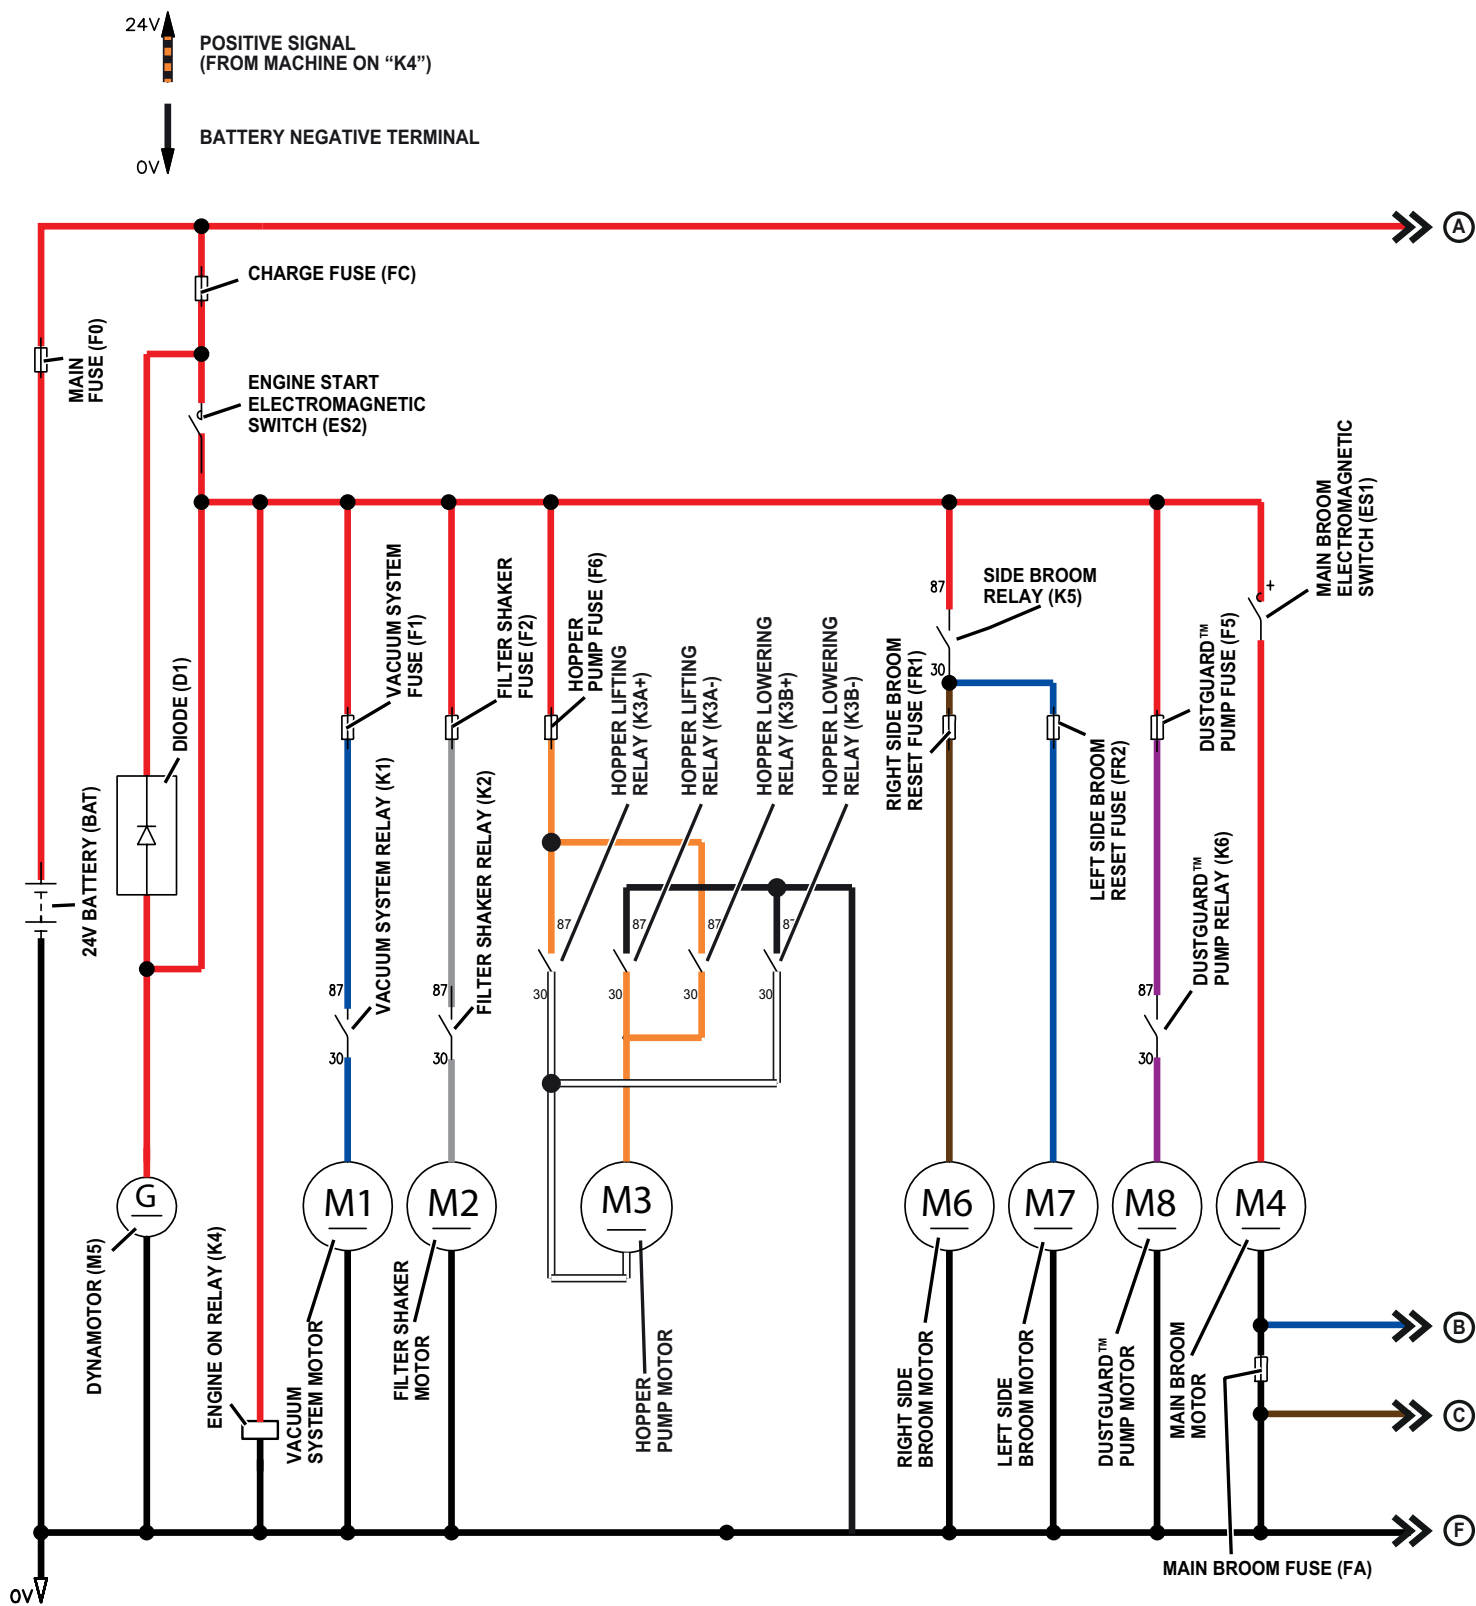 24V
POSITIVE SIGNAL
(FROM MACHINE ON “K4”)
BATTERY NEGATIVE TERMINAL
0V
A
CHARGE FUSE (FC)
MAIN
FUSE (F0)
ENGINE START
ELECTROMAGNETIC
SWITCH (ES2)
MAIN BROOM
ELECTROMAGNETIC
SWITCH (ES1)
+
VACUUM SYSTEM
FUSE (F1)
FILTER SHAKER
FUSE (F2)
HOPPER
PUMP FUSE (F6)
87
SIDE BROOM
RELAY (K5)
30
HOPPER LIFTING
RELAY (K3A+)
HOPPER LIFTING
RELAY (K3A-)
HOPPER LOWERING
RELAY (K3B+)
HOPPER LOWERING
RELAY (K3B-)
RIGHT SIDE BROOM
RESET FUSE (FR1)
LEFT SIDE BROOM
RESET FUSE (FR2)
DUSTGUARD™
PUMP FUSE (F5)
DIODE (D1)
24V BATTERY (BAT)
VACUUM SYSTEM RELAY (K1)
FILTER SHAKER RELAY (K2)
DUSTGUARD™
PUMP RELAY (K6)
87
87
87
8
87
87
87
30
30
30
30
30
30
30
G
M1
M2
M3
M6
M7
M8
M4
DYNAMOTOR (M5)
ENGINE ON RELAY (K4)
VACUUM
SYSTEM MOTOR
FILTER SHAKER
MOTOR
HOPPER
PUMP MOTOR
RIGHT SIDE
BROOM MOTOR
LEFT SIDE
BROOM MOTOR
DUSTGUARD™
PUMP MOTOR
MAIN BROOM
MOTOR
B
C
F
MAIN BROOM FUSE (FA)
0V